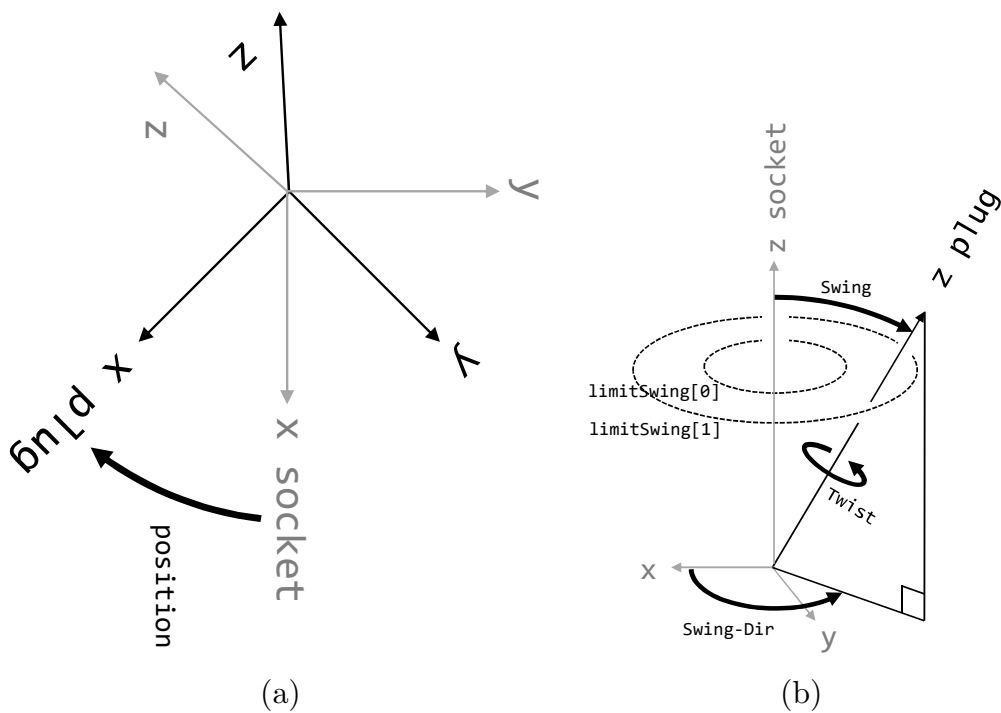 z
z
y
x
y
plug
x socket
position
(a)
z socket
z plug
Swing
limitSwing[0]
limitSwing[1]
Twist
x
Swing-Dir
y
(b)